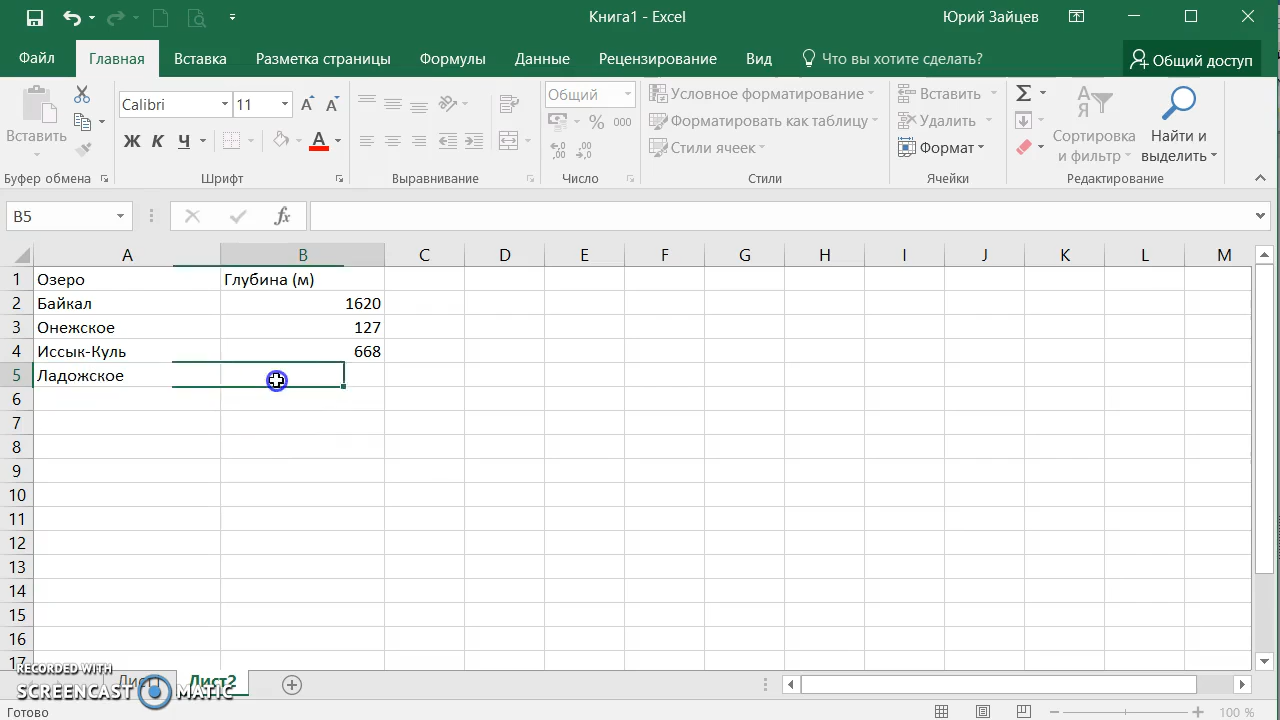 Книга1 - Excel
Юрий Зайцев
Файл
Главная
Вставка
Разметка страницы
Формулы
Данные
Рецензирование
Вид
Что вы хотите сделать?
Общий доступ
Вставить
Буфер обмена
Calibri
11
Ж К Ч
А
Шрифт
Выравнивание
Общий
% 000
Число
Условное форматирование
Форматировать как таблицу
Стили ячеек
Стили
Вставить
Удалить
Формат
Ячейки
Σ
Сортировка
и фильтр
Найти и
выделить
Редактирование
B5
fx
A B C D E F G H I J K L M
1 Озеро Глубина (м)
2 Байкал 1620
3 Онежское 127
4 Иссык-Куль 668
5 Ладожское
6
7
8
9
10
11
12
13
14
15
16
17
RECORDED WITH
SCREENCAST MATIC
Лист2
Готово
100 %